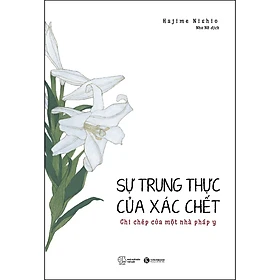 Hajime Nishio
Như Nữ dịch
SỰ TRUNG THỰC
CỦA XÁC CHẾT
Ghi chép của một nhà pháp y